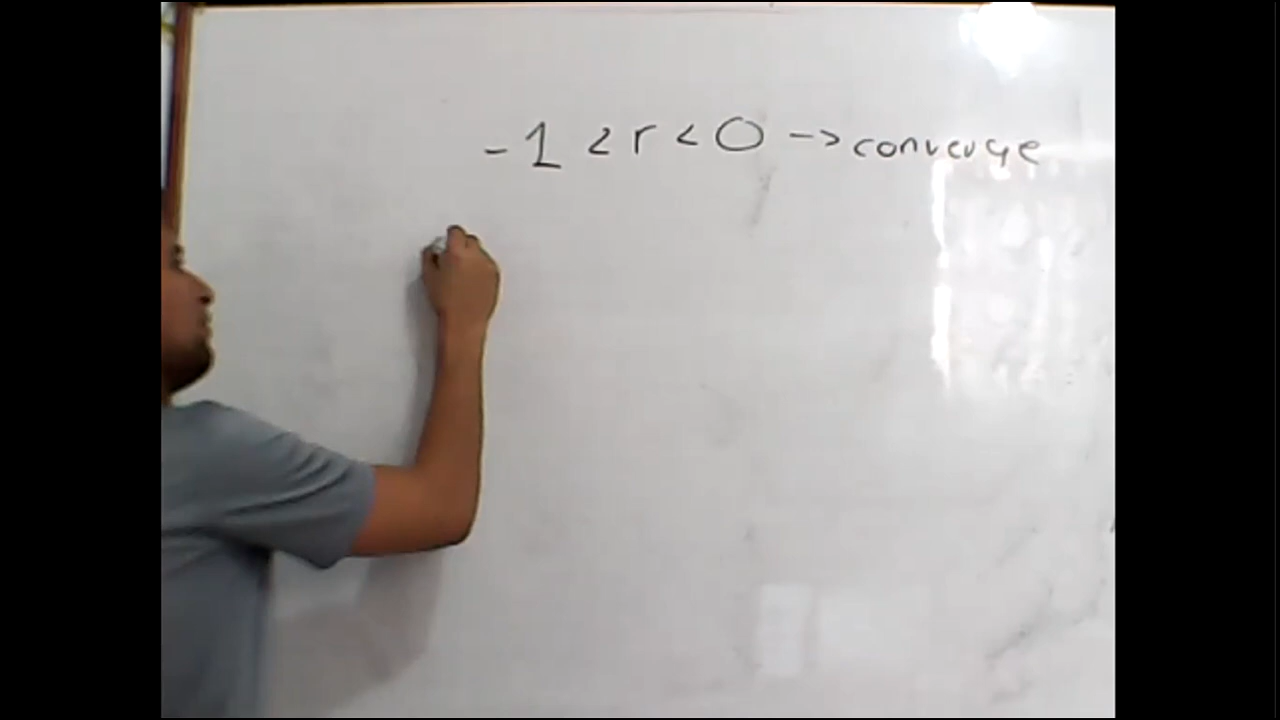 -1 < r < 0 -> converge